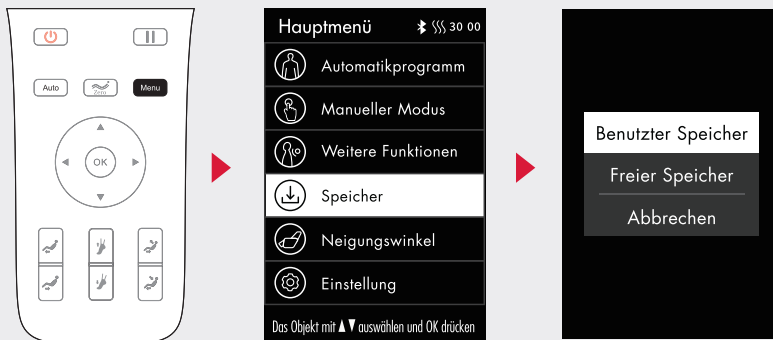 Auto
Zero
Menu
OK
Hauptmenü 30 00
Automatikprogramm
Manueller Modus
Weitere Funktionen
Speicher
Neigungswinkel
Einstellung
Das Objekt mit ▲▼ auswählen und OK drücken
Benutzter Speicher
Freier Speicher
Abbrechen